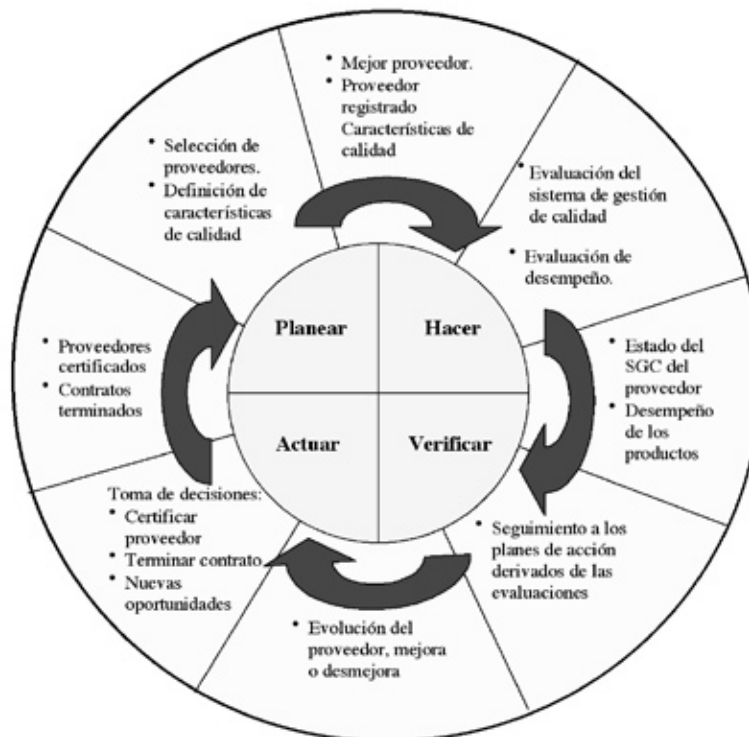 • Mejor proveedor.
• Proveedor
registrado
Características de
calidad
• Selección de
proveedores.
• Definición de
características
de calidad
• Evaluación del
sistema de gestión
de calidad
• Evaluación de
desempeño.
Planear
Hacer
• Proveedores
certificados
• Contratos
terminados
• Estado del
SGC del
proveedor
• Desempeño
de los
productos
Actuar
Verificar
Toma de decisiones:
• Certificar
proveedor
• Terminar contrato
• Nuevas
oportunidades
• Seguimiento a los
planes de acción
derivados de las
evaluaciones
• Evolución del
proveedor, mejora
o desmejora